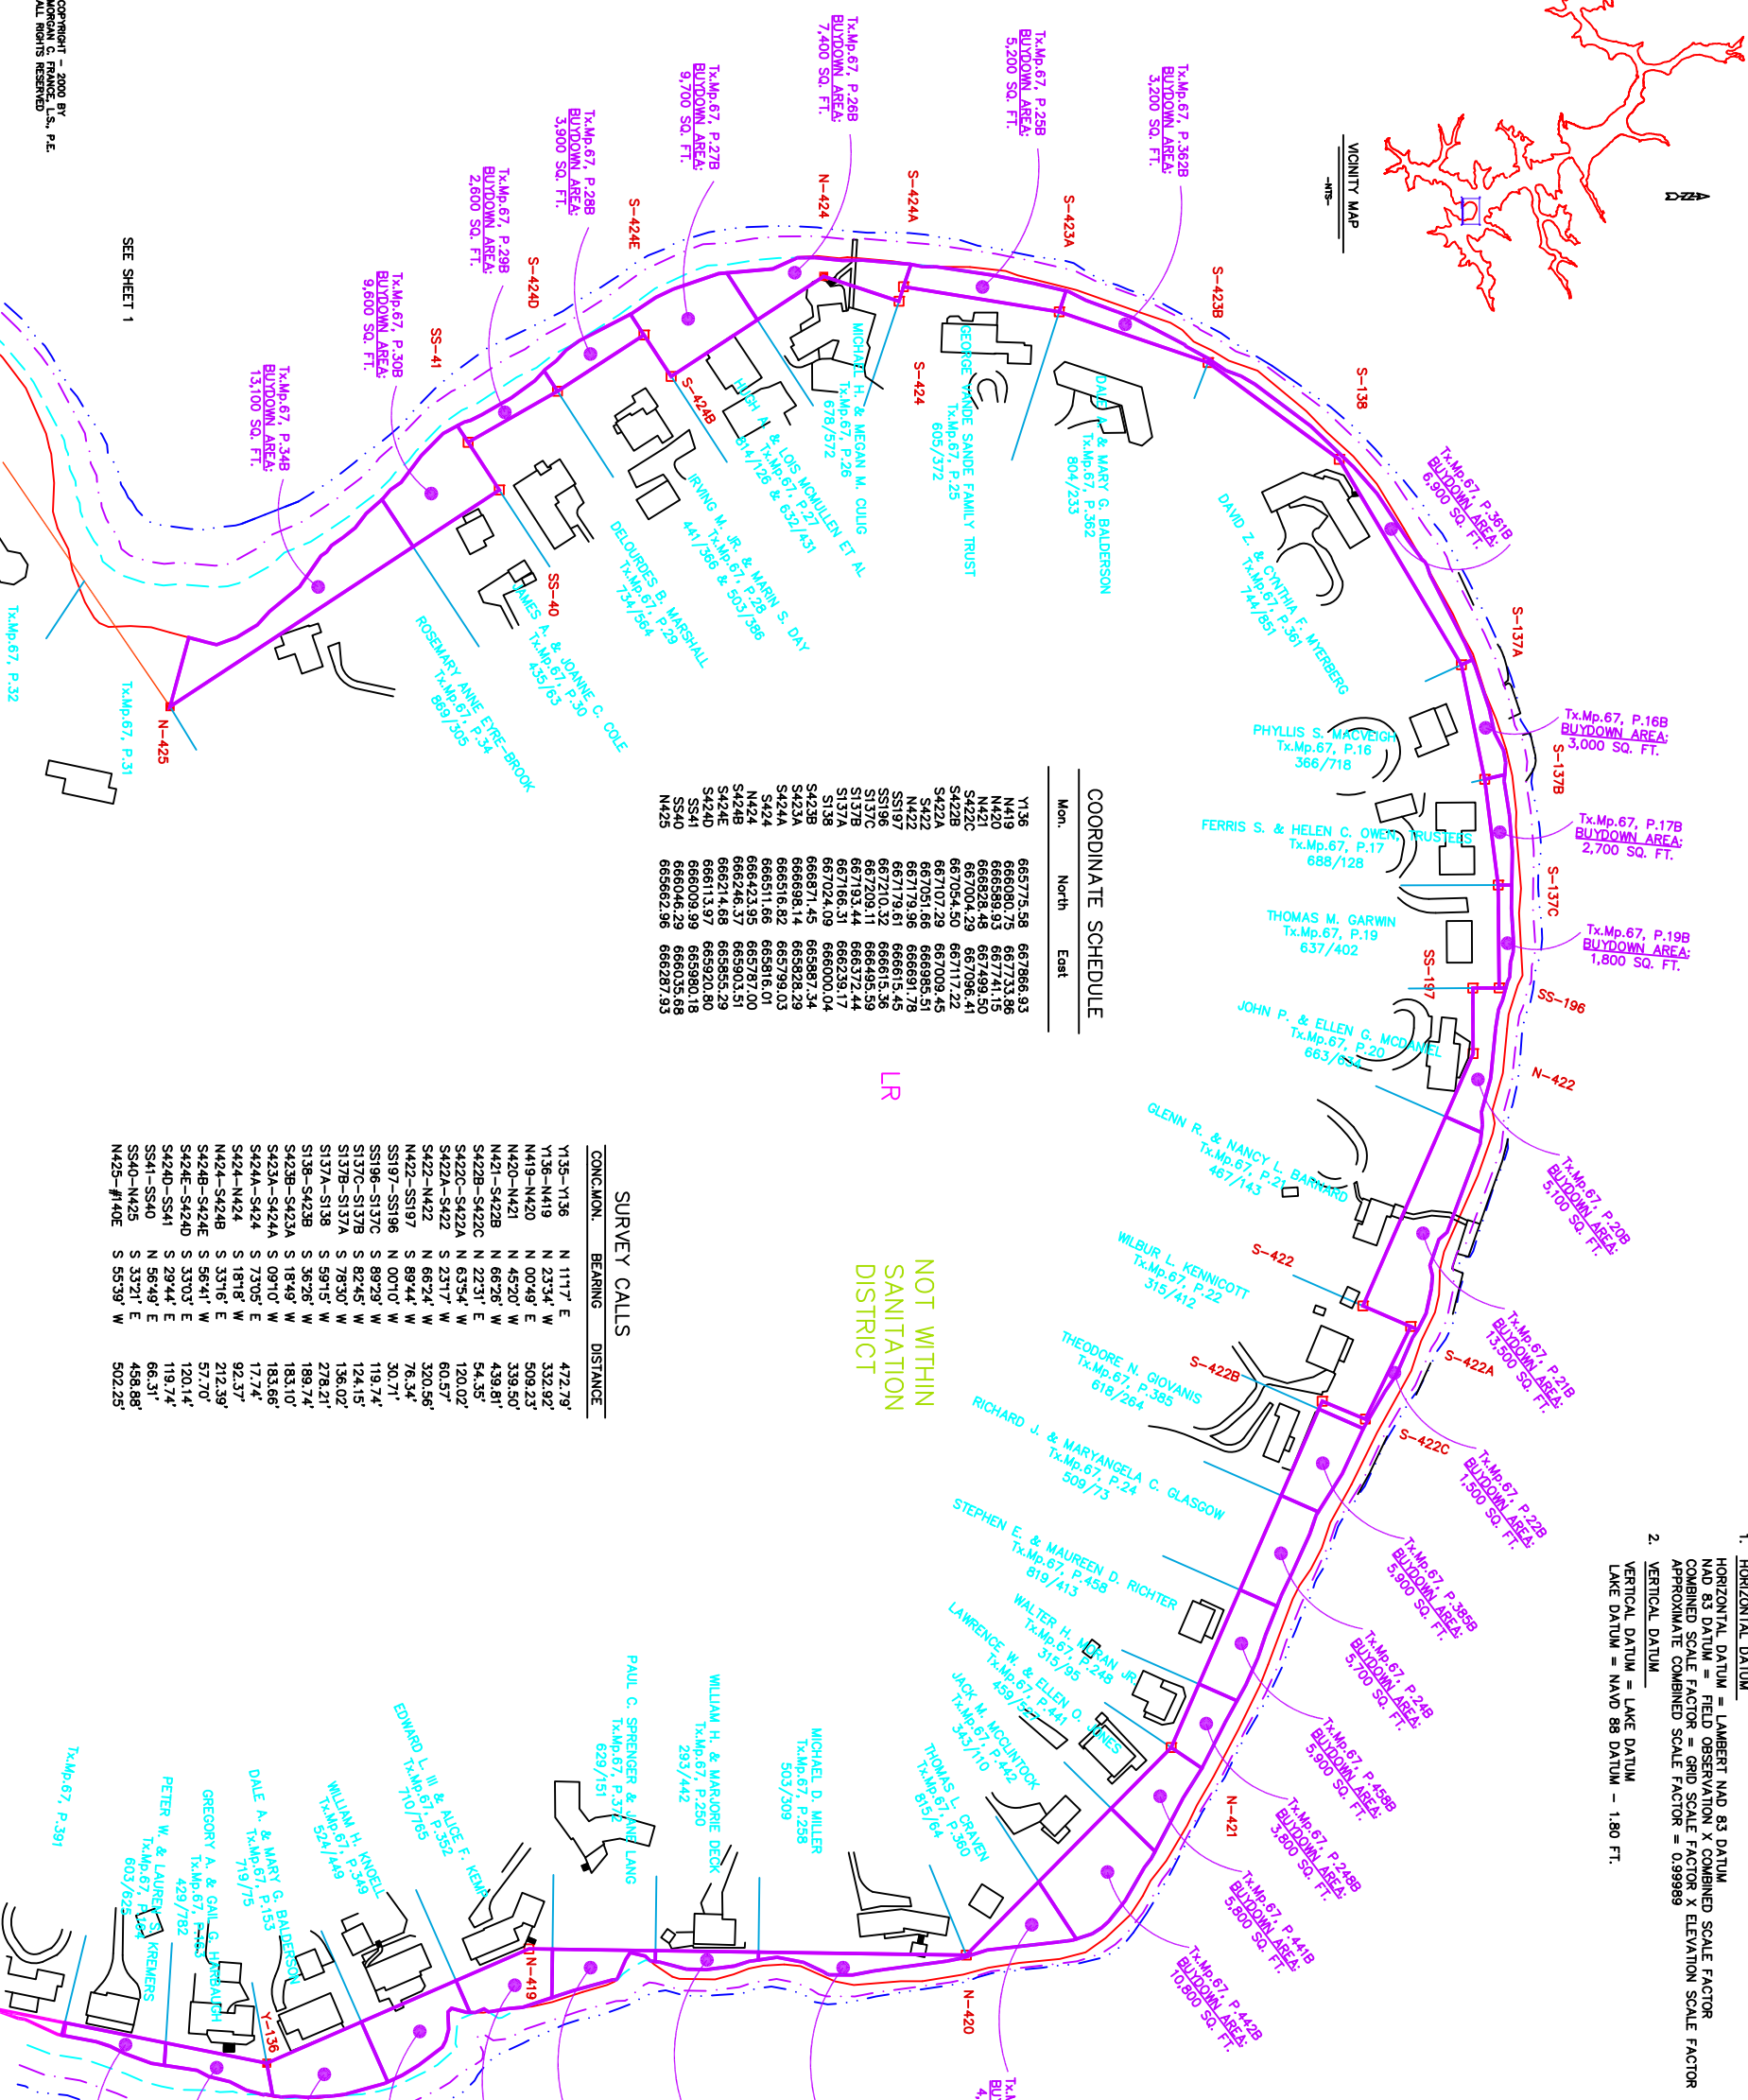 VICINITY MAP
-NTS-
1. HORIZONTAL DATUM
HORIZONTAL DATUM = LAMBERT NAD 83 DATUM
NAD 83 DATUM = FIELD OBSERVATION X COMBINED SCALE FACTOR
COMBINED SCALE FACTOR = GRID SCALE FACTOR X ELEVATION SCALE FACTOR
APPROXIMATE COMBINED SCALE FACTOR = 0.99989
2. VERTICAL DATUM
VERTICAL DATUM = LAKE DATUM
LAKE DATUM = NAVD 88 DATUM - 1.80 FT.
Tx.Mp.67, P.362B
BUYDOWN AREA:
3,200 SQ. FT.
Tx.Mp.67, P.25B
BUYDOWN AREA:
5,200 SQ. FT.
Tx.Mp.67, P.26B
BUYDOWN AREA:
7,400 SQ. FT.
Tx.Mp.67, P.27B
BUYDOWN AREA:
9,700 SQ. FT.
Tx.Mp.67, P.28B
BUYDOWN AREA:
3,900 SQ. FT.
Tx.Mp.67, P.29B
BUYDOWN AREA:
2,600 SQ. FT.
Tx.Mp.67, P.30B
BUYDOWN AREA:
9,600 SQ. FT.
Tx.Mp.67, P.34B
BUYDOWN AREA:
13,100 SQ. FT.
Tx.Mp.67, P.361B
BUYDOWN AREA:
6,900 SQ. FT.
Tx.Mp.67, P.16B
BUYDOWN AREA:
3,000 SQ. FT.
Tx.Mp.67, P.17B
BUYDOWN AREA:
2,700 SQ. FT.
Tx.Mp.67, P.19B
BUYDOWN AREA:
1,800 SQ. FT.
Tx.Mp.67, P.20B
BUYDOWN AREA:
5,100 SQ. FT.
Tx.Mp.67, P.21B
BUYDOWN AREA:
13,500 SQ. FT.
Tx.Mp.67, P.22B
BUYDOWN AREA:
1,500 SQ. FT.
Tx.Mp.67, P.385B
BUYDOWN AREA:
5,900 SQ. FT.
Tx.Mp.67, P.24B
BUYDOWN AREA:
5,700 SQ. FT.
Tx.Mp.67, P.458B
BUYDOWN AREA:
5,900 SQ. FT.
Tx.Mp.67, P.248B
BUYDOWN AREA:
3,800 SQ. FT.
Tx.Mp.67, P.441B
BUYDOWN AREA:
5,800 SQ. FT.
Tx.Mp.67, P.442B
BUYDOWN AREA:
10,800 SQ. FT.
S-423B
S-423A
S-424A
N-424
S-424
S-424E
S-424B
S-424D
SS-41
SS-40
N-425
S-138
S-137A
S-137B
S-137C
SS-196
SS-197
N-422
S-422
S-422A
S-422B
S-422C
N-421
N-420
N-419
Y-136
DALE A. & MARY G. BALDERSON
Tx.Mp.67, P.362
804/233
GEORGE VANDE SANDE FAMILY TRUST
Tx.Mp.67, P.25
605/372
MICHAEL H. & MEGAN M. CULIG
Tx.Mp.67, P.26
678/572
HUGH A. & LOIS MCMULLEN ET AL
Tx.Mp.67, P.27
814/126 & 632/431
IRVING M. JR. & MARIN S. DAY
Tx.Mp.67, P.28
441/366 & 503/386
DELOURDES B. MARSHALL
Tx.Mp.67, P.29
734/564
JAMES A. & JOANNE C. COLE
Tx.Mp.67, P.30
435/63
ROSEMARY ANNE EYRE-BROOK
Tx.Mp.67, P.34
869/305
Tx.Mp.67, P.31
Tx.Mp.67, P.32
DAVID Z. & CYNTHIA F. MYERBERG
Tx.Mp.67, P.361
744/851
PHYLLIS S. MACVEIGH
Tx.Mp.67, P.16
366/718
FERRIS S. & HELEN C. OWEN, TRUSTEES
Tx.Mp.67, P.17
688/128
THOMAS M. GARWIN
Tx.Mp.67, P.19
637/402
JOHN P. & ELLEN G. MCDANIEL
Tx.Mp.67, P.20
663/634
GLENN R. & NANCY L. BARNARD
Tx.Mp.67, P.21
467/143
WILBUR L. KENNICOTT
Tx.Mp.67, P.22
315/412
THEODORE N. GIOVANIS
Tx.Mp.67, P.385
618/264
RICHARD J. & MARYANGELA C. GLASGOW
Tx.Mp.67, P.24
509/73
STEPHEN E. & MAUREEN D. RICHTER
Tx.Mp.67, P.458
819/413
WALTER H. MORAN JR.
Tx.Mp.67, P.248
315/95
LAWRENCE W. & ELLEN O. JONES
Tx.Mp.67, P.441
JACK M. MCCLINTOCK
Tx.Mp.67, P.442
343/110
THOMAS L. CRAVEN
Tx.Mp.67, P.360
815/64
MICHAEL D. MILLER
Tx.Mp.67, P.258
503/309
WILLIAM H. & MARJORIE DECK
Tx.Mp.67, P.250
293/442
PAUL C. SPRENGER & JANE LANG
629/151
EDWARD L. III & ALICE F. KEMP
Tx.Mp.67, P.352
710/765
WILLIAM H. KNOELL
Tx.Mp.67, P.349
524/449
DALE A. & MARY G. BALDERSON
Tx.Mp.67, P.153
719/75
GREGORY A. & GAIL G. HARBAUGH
429/782
PETER W. & LAUREN S. KREMERS
603/625
Tx.Mp.67, P.391
COORDINATE SCHEDULE
Mon. North East
Y136 665775.58 667866.93
N419 666080.75 667733.86
N420 666589.93 667741.15
N421 666828.48 667499.50
S422C 667004.29 667096.41
S422B 667054.50 667117.22
S422A 667107.29 667009.45
S422 667051.66 666985.51
N422 667179.96 666691.78
SS197 667179.61 666615.45
SS196 667210.32 666615.36
S137C 667209.11 666495.59
S137B 667193.44 666372.44
S137A 667166.31 666239.17
S138 667024.09 666000.04
S423B 666871.45 665887.34
S423A 666698.14 665828.29
S424A 666516.82 665799.03
S424 666511.66 665816.01
N424 666423.95 665787.00
S424B 666246.37 665903.51
S424E 666214.68 665855.29
S424D 666113.97 665920.80
SS41 666009.99 665980.18
SS40 666046.29 666035.68
N425 665662.96 666287.93
LR
NOT WITHIN
SANITATION
DISTRICT
SURVEY CALLS
CONC.MON. BEARING DISTANCE
Y135-Y136 N 11°17' E 472.79'
Y136-N419 N 23°34' W 332.92'
N419-N420 N 00°49' E 509.23'
N420-N421 N 45°20' W 339.50'
N421-S422B N 66°26' W 439.81'
S422B-S422C N 22°31' E 54.35'
S422C-S422A N 63°54' W 120.02'
S422A-S422 S 23°17' W 60.57'
S422-N422 N 66°24' W 320.56'
N422-SS197 S 89°44' W 76.34'
SS197-SS196 N 00°10' W 30.71'
SS196-S137C S 89°29' W 119.74'
S137C-S137B S 82°45' W 124.15'
S137B-S137A S 78°30' W 136.02'
S137A-S138 S 59°15' W 278.21'
S138-S423B S 36°26' W 189.74'
S423B-S423A S 18°49' W 183.10'
S423A-S424A S 09°10' W 183.66'
S424A-S424 S 73°05' E 17.74'
S424-N424 S 18°18' W 92.37'
N424-S424B S 33°16' E 212.39'
S424B-S424E S 56°41' W 57.70'
S424E-S424D S 33°03' E 120.14'
S424D-SS41 S 29°44' E 119.74'
SS41-SS40 N 56°49' E 66.31'
SS40-N425 S 33°21' E 458.88'
N425-#140E S 55°39' W 502.25'
SEE SHEET 1
COPYRIGHT - 2000 BY
MORGAN C. FRANCE, L.S., P.E.
ALL RIGHTS RESERVED